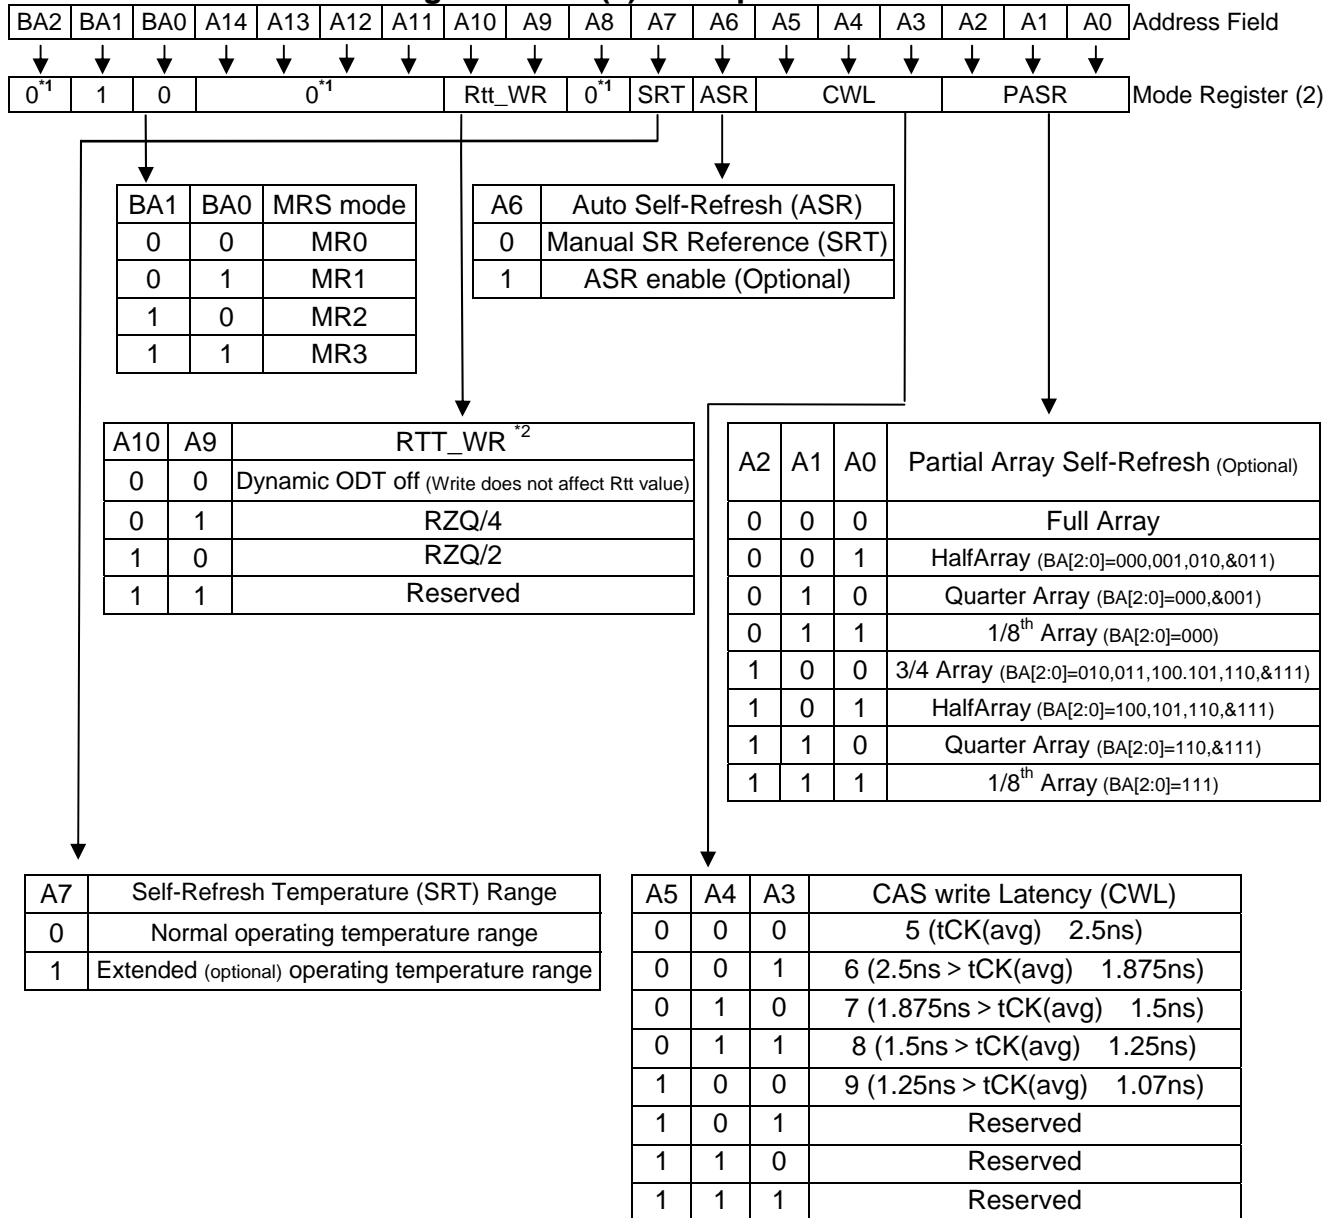 BA2 BA1 BA0 A14 A13 A12 A11 A10 A9 A8 A7 A6 A5 A4 A3 A2 A1 A0 Address Field
0*1 1 0 0*1 Rtt_WR 0*1 SRT ASR CWL PASR Mode Register (2)
BA1 BA0 MRS mode
0 0 MR0
0 1 MR1
1 0 MR2
1 1 MR3
A6 Auto Self-Refresh (ASR)
0 Manual SR Reference (SRT)
1 ASR enable (Optional)
A10 A9 RTT_WR *2
0 0 Dynamic ODT off (Write does not affect Rtt value)
0 1 RZQ/4
1 0 RZQ/2
1 1 Reserved
A2 A1 A0 Partial Array Self-Refresh (Optional)
0 0 0 Full Array
0 0 1 HalfArray (BA[2:0]=000,001,010,&011)
0 1 0 Quarter Array (BA[2:0]=000,&001)
0 1 1 1/8th Array (BA[2:0]=000)
1 0 0 3/4 Array (BA[2:0]=010,011,100.101,110,&111)
1 0 1 HalfArray (BA[2:0]=100,101,110,&111)
1 1 0 Quarter Array (BA[2:0]=110,&111)
1 1 1 1/8th Array (BA[2:0]=111)
A7 Self-Refresh Temperature (SRT) Range
0 Normal operating temperature range
1 Extended (optional) operating temperature range
A5 A4 A3 CAS write Latency (CWL)
0 0 0 5 (tCK(avg) 2.5ns)
0 0 1 6 (2.5ns > tCK(avg) 1.875ns)
0 1 0 7 (1.875ns > tCK(avg) 1.5ns)
0 1 1 8 (1.5ns > tCK(avg) 1.25ns)
1 0 0 9 (1.25ns > tCK(avg) 1.07ns)
1 0 1 Reserved
1 1 0 Reserved
1 1 1 Reserved